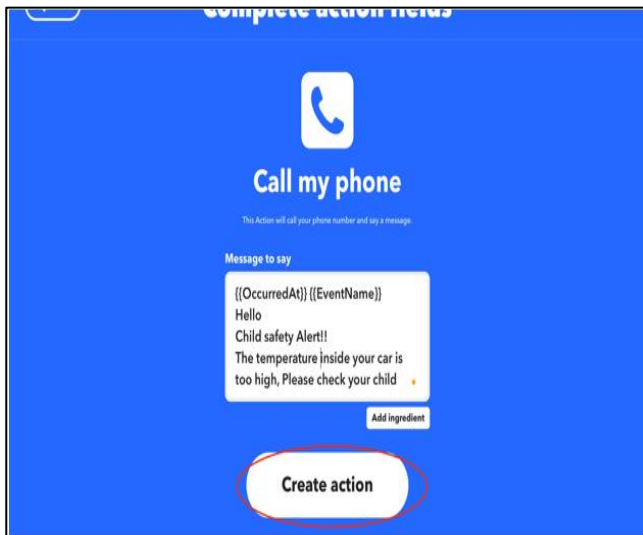 Complete action fields
Call my phone
This Action will call your phone number and say a message.
Message to say
{{OccurredAt}} {{EventName}}
Hello
Child safety Alert!!
The temperature inside your car is
too high, Please check your child
Add ingredient
Create action